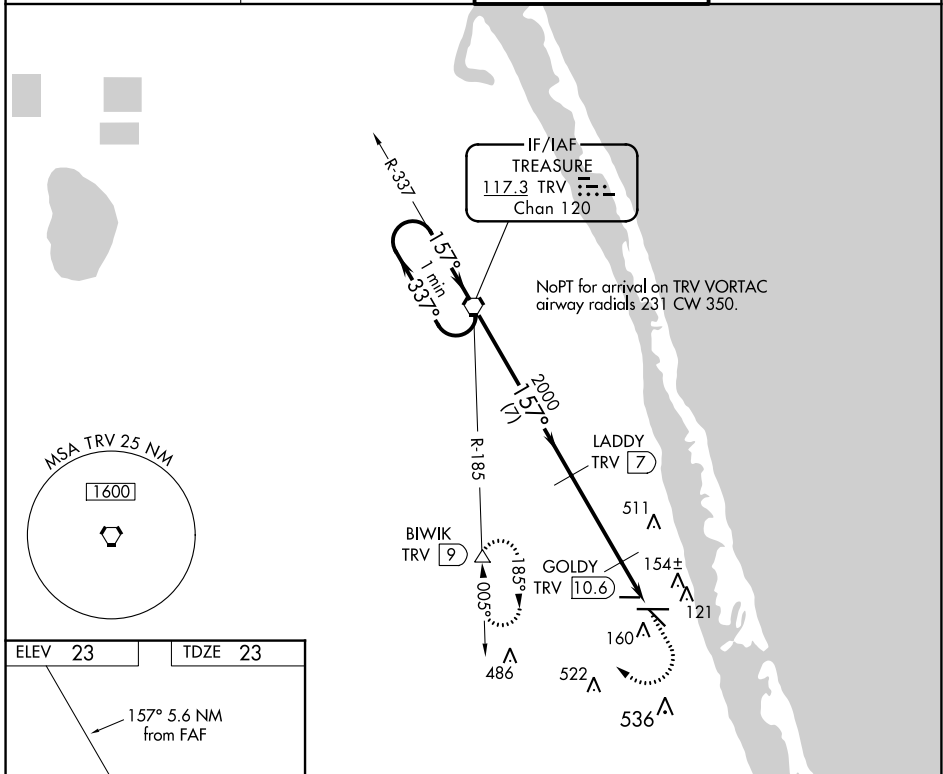 R-337
IF/IAF
TREASURE
117.3 TRV
Chan 120
157°
1 min
337°
NoPT for arrival on TRV VORTAC
airway radials 231 CW 350.
2000
157°
(7)
R-185
LADDY
TRV 7
MSA TRV 25 NM
1600
511
BIWIK
TRV 9
185°
005°
GOLDY
TRV 10.6
154±
121
160
486
522
536
ELEV 23
TDZE 23
157° 5.6 NM
from FAF